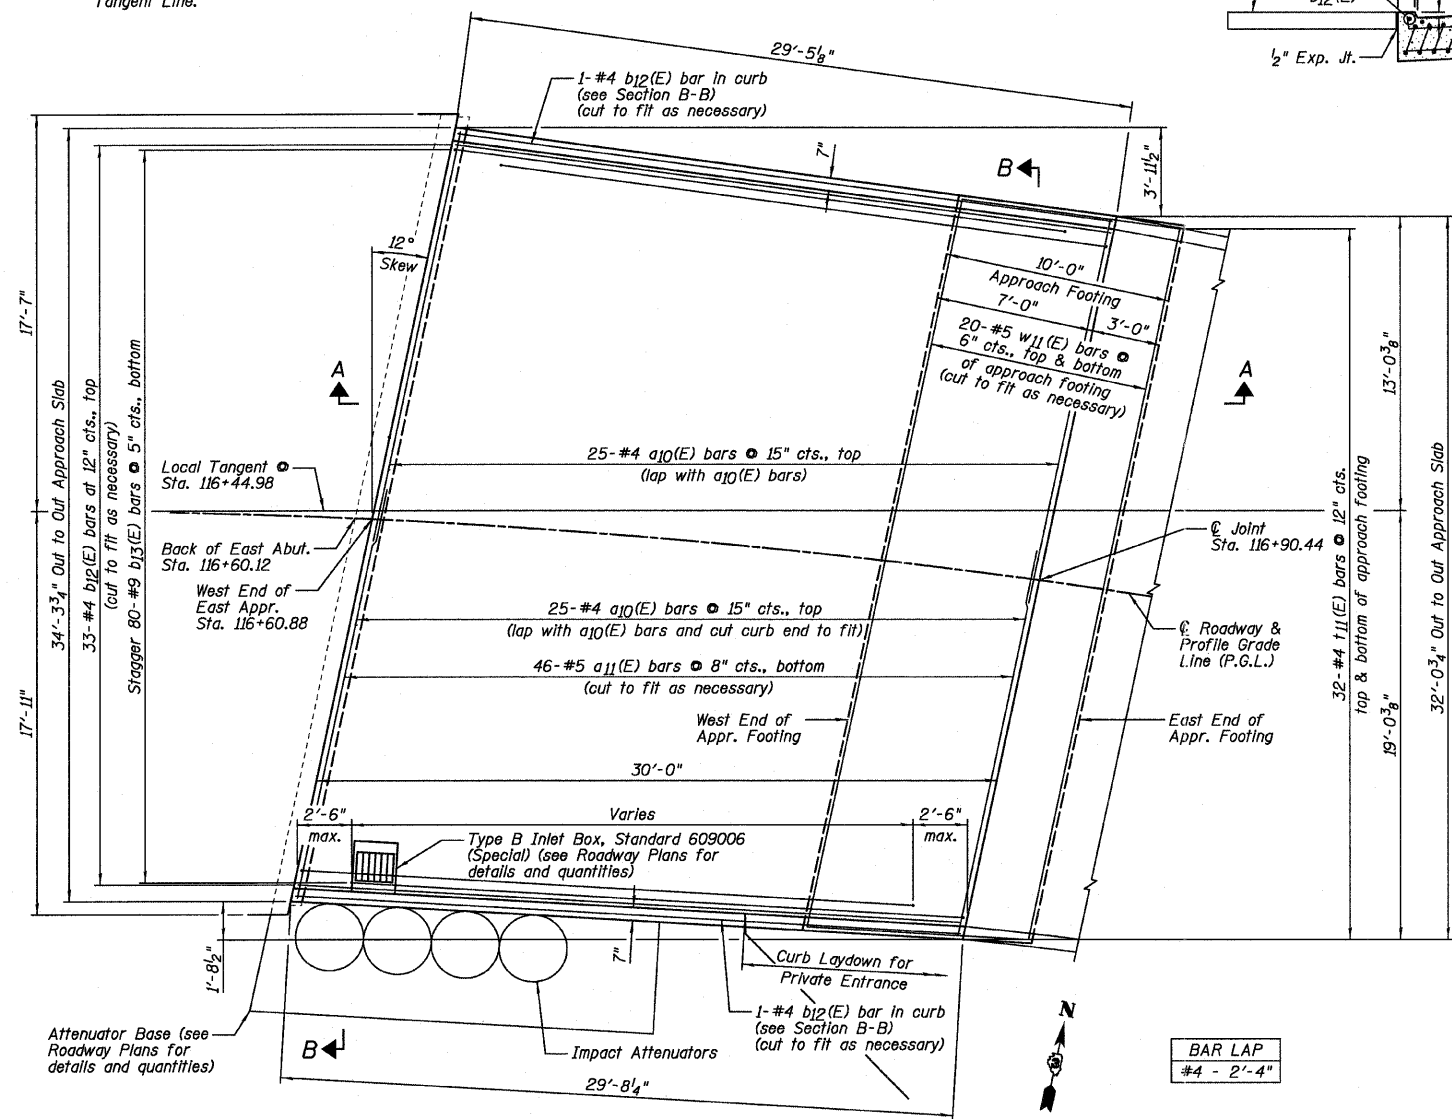 Tangent Line.
½" Exp. Jt.
29'-5⅛"
1-#4 b12(E) bar in curb
(see Section B-B)
(cut to fit as necessary)
7"
B
3'-11½"
12°
Skew
10'-0"
Approach Footing
7'-0"
3'-0"
20-#5 w11(E) bars @
6" cts., top & bottom
of approach footing
(cut to fit as necessary)
17'-7"
34'-3¾" Out to Out Approach Slab
33-#4 b12(E) bars at 12" cts., top
(cut to fit as necessary)
Stagger 80-#9 b13(E) bars @ 5" cts., bottom
A
A
13'-0⅜"
25-#4 a10(E) bars @ 15" cts., top
(lap with a10(E) bars)
Local Tangent @
Sta. 116+44.98
Back of East Abut.
Sta. 116+60.12
West End of
East Appr.
Sta. 116+60.88
℄ Joint
Sta. 116+90.44
25-#4 a10(E) bars @ 15" cts., top
(lap with a10(E) bars and cut curb end to fit)
46-#5 a11(E) bars @ 8" cts., bottom
(cut to fit as necessary)
℄ Roadway &
Profile Grade
Line (P.G.L.)
32-#4 t11(E) bars @ 12" cts.
top & bottom of approach footing
32'-0¾" Out to Out Approach Slab
West End of
Appr. Footing
East End of
Appr. Footing
17'-11"
19'-0⅜"
30'-0"
2'-6"
max.
Varies
2'-6"
max.
Type B Inlet Box, Standard 609006
(Special) (see Roadway Plans for
details and quantities)
1'-8½"
7"
Curb Laydown for
Private Entrance
1-#4 b12(E) bar in curb
(see Section B-B)
(cut to fit as necessary)
Attenuator Base (see
Roadway Plans for
details and quantities)
B
Impact Attenuators
29'-8¼"
N
BAR LAP
#4 - 2'-4"